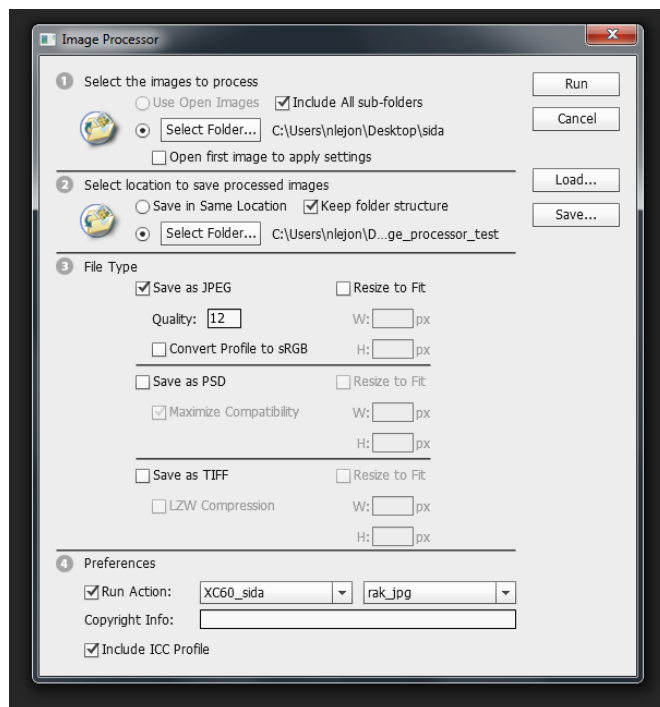 Image Processor
1 Select the images to process
Use Open Images Include All sub-folders
Select Folder... C:\Users\nlejon\Desktop\sida
Open first image to apply settings
Run
Cancel
2 Select location to save processed images
Save in Same Location Keep folder structure
Select Folder... C:\Users\nlejon\D...ge_processor_test
Load...
Save...
3 File Type
Save as JPEG Resize to Fit
Quality: 12 W: px
Convert Profile to sRGB H: px
Save as PSD Resize to Fit
Maximize Compatibility W: px
H: px
Save as TIFF Resize to Fit
LZW Compression W: px
H: px
4 Preferences
Run Action: XC60_sida rak_jpg
Copyright Info:
Include ICC Profile